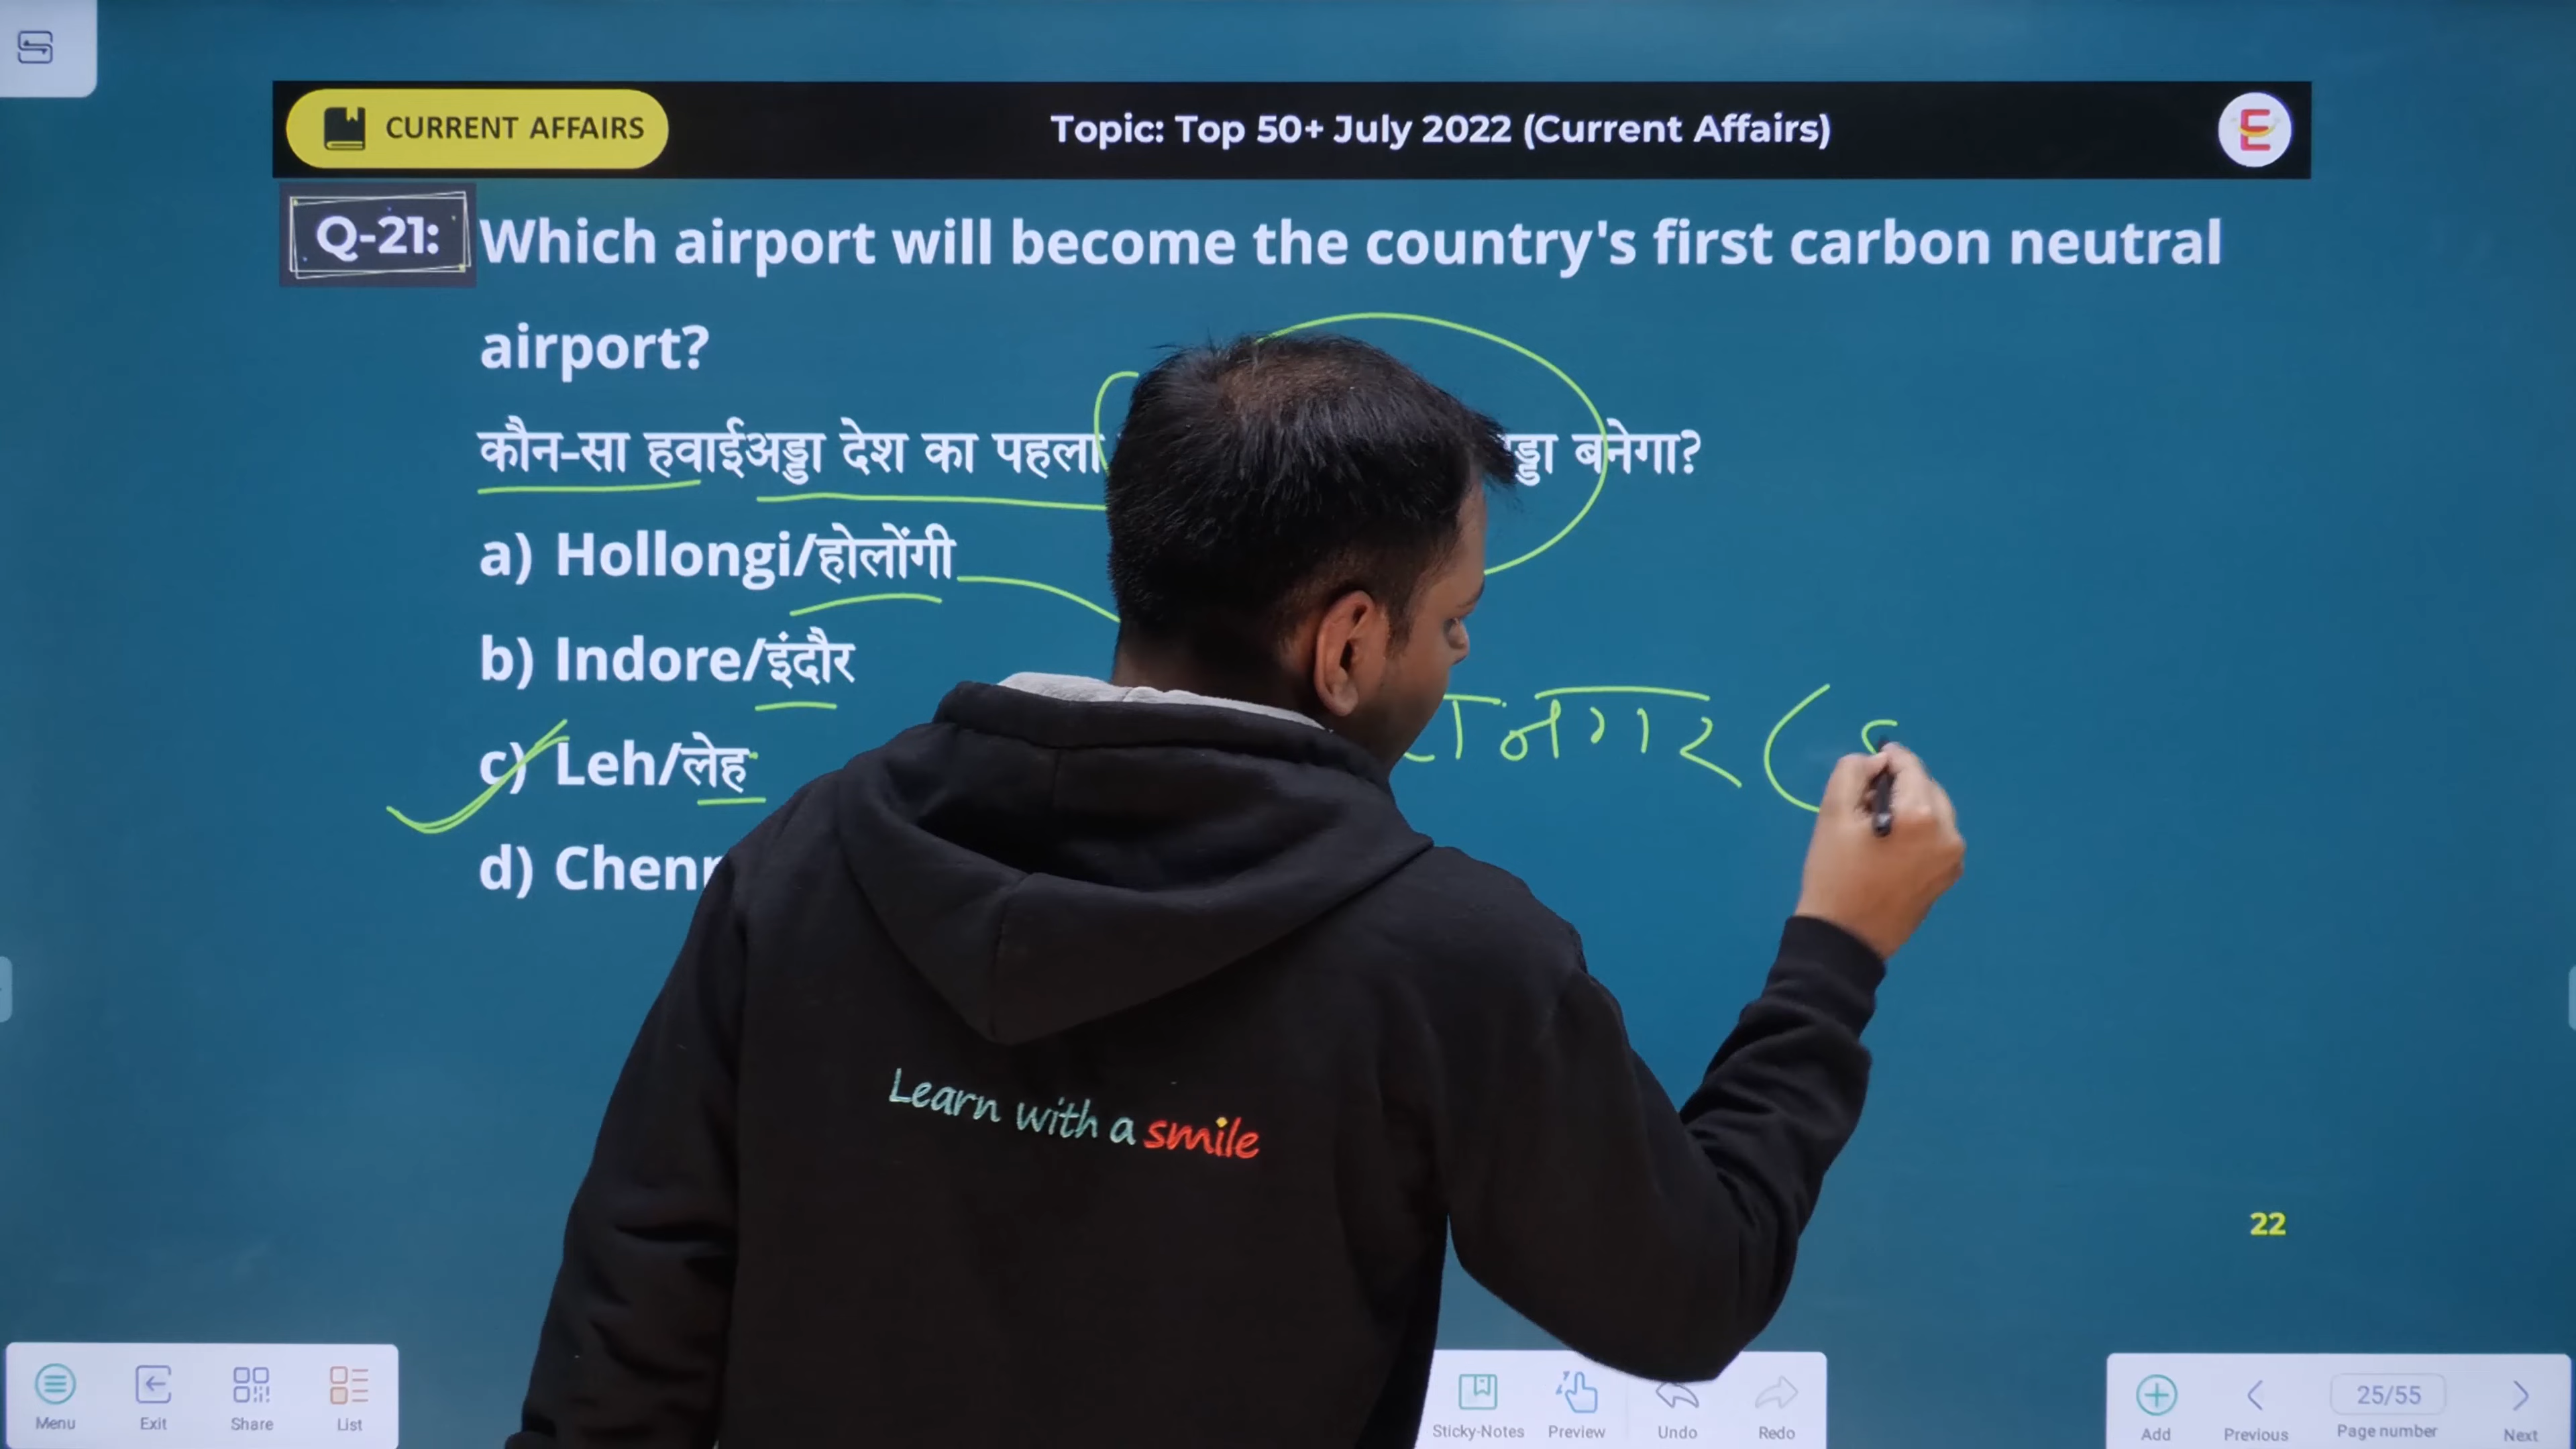 CURRENT AFFAIRS
Topic: Top 50+ July 2022 (Current Affairs)
Q-21: Which airport will become the country's first carbon neutral
airport?
कौन-सा हवाईअड्डा देश का पहला बनेगा?
a) Hollongi/होलोंगी
b) Indore/इंदौर
c) Leh/लेह
नगर (
d)
Learn with a smile
22
Menu Exit Share List Sticky-Notes Preview Undo Redo Add Previous 25/55 Page number Next